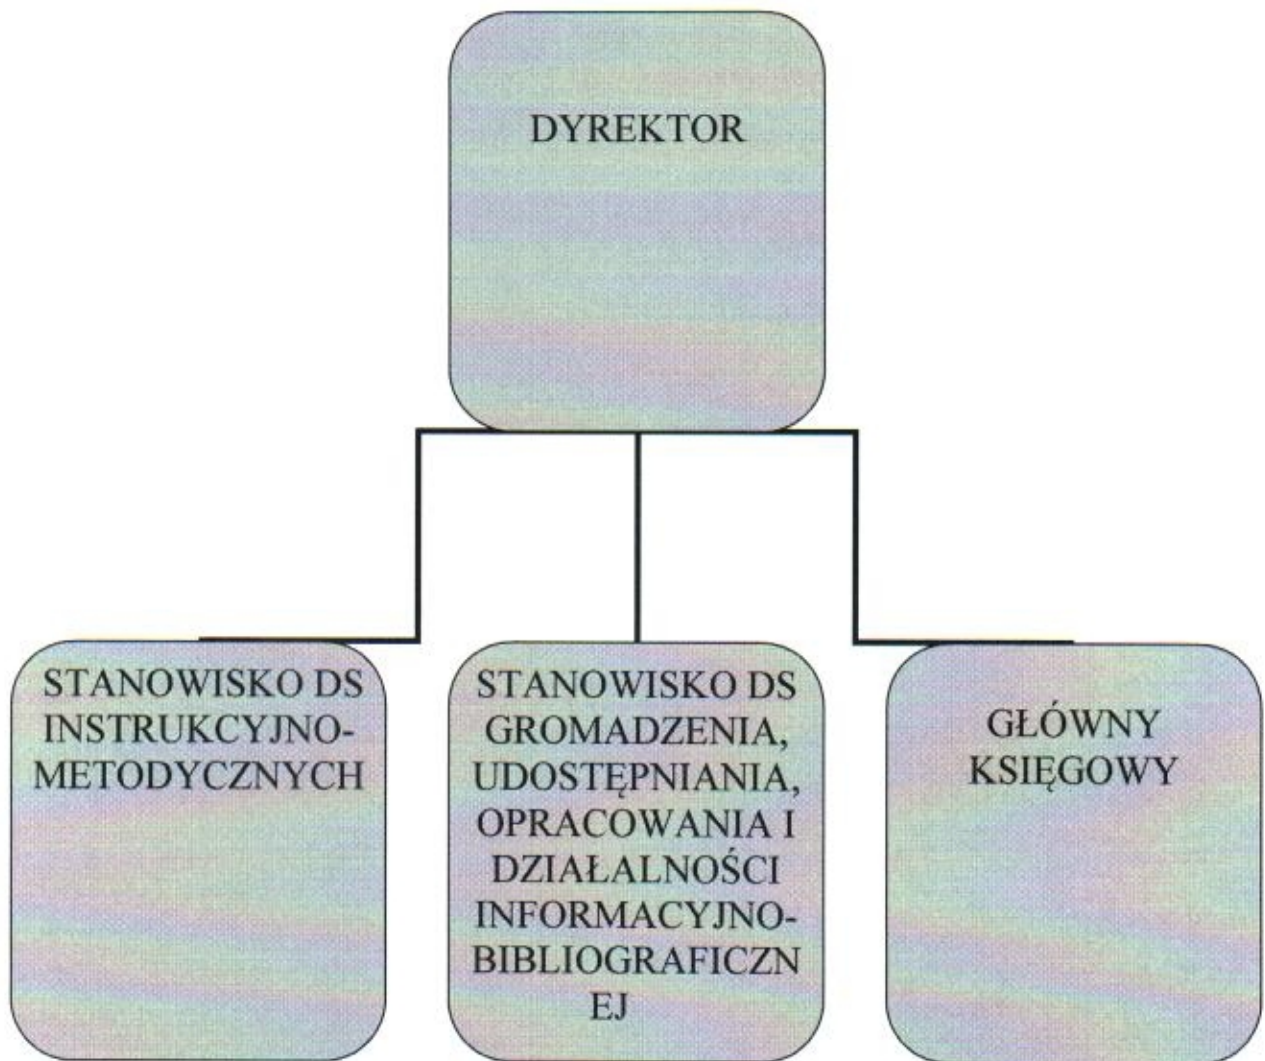 DYREKTOR
STANOWISKO DS
INSTRUKCYJNO-
METODYCZNYCH
STANOWISKO DS
GROMADZENIA,
UDOSTĘPNIANIA,
OPRACOWANIA I
DZIAŁALNOŚCI
INFORMACYJNO-
BIBLIOGRAFICZN
EJ
GŁÓWNY
KSIĘGOWY